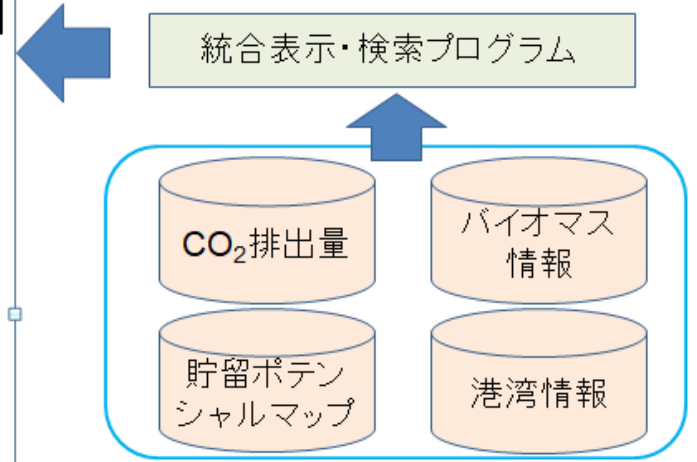 統合表示・検索プログラム
CO₂排出量
バイオマス
情報
貯留ポテン
シャルマップ
港湾情報